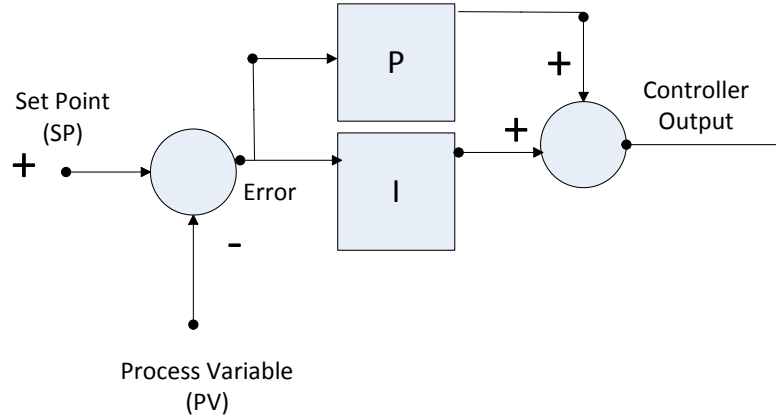 P
+
Set Point
(SP)
+
Controller
Output
+
I
Error
-
Process Variable
(PV)